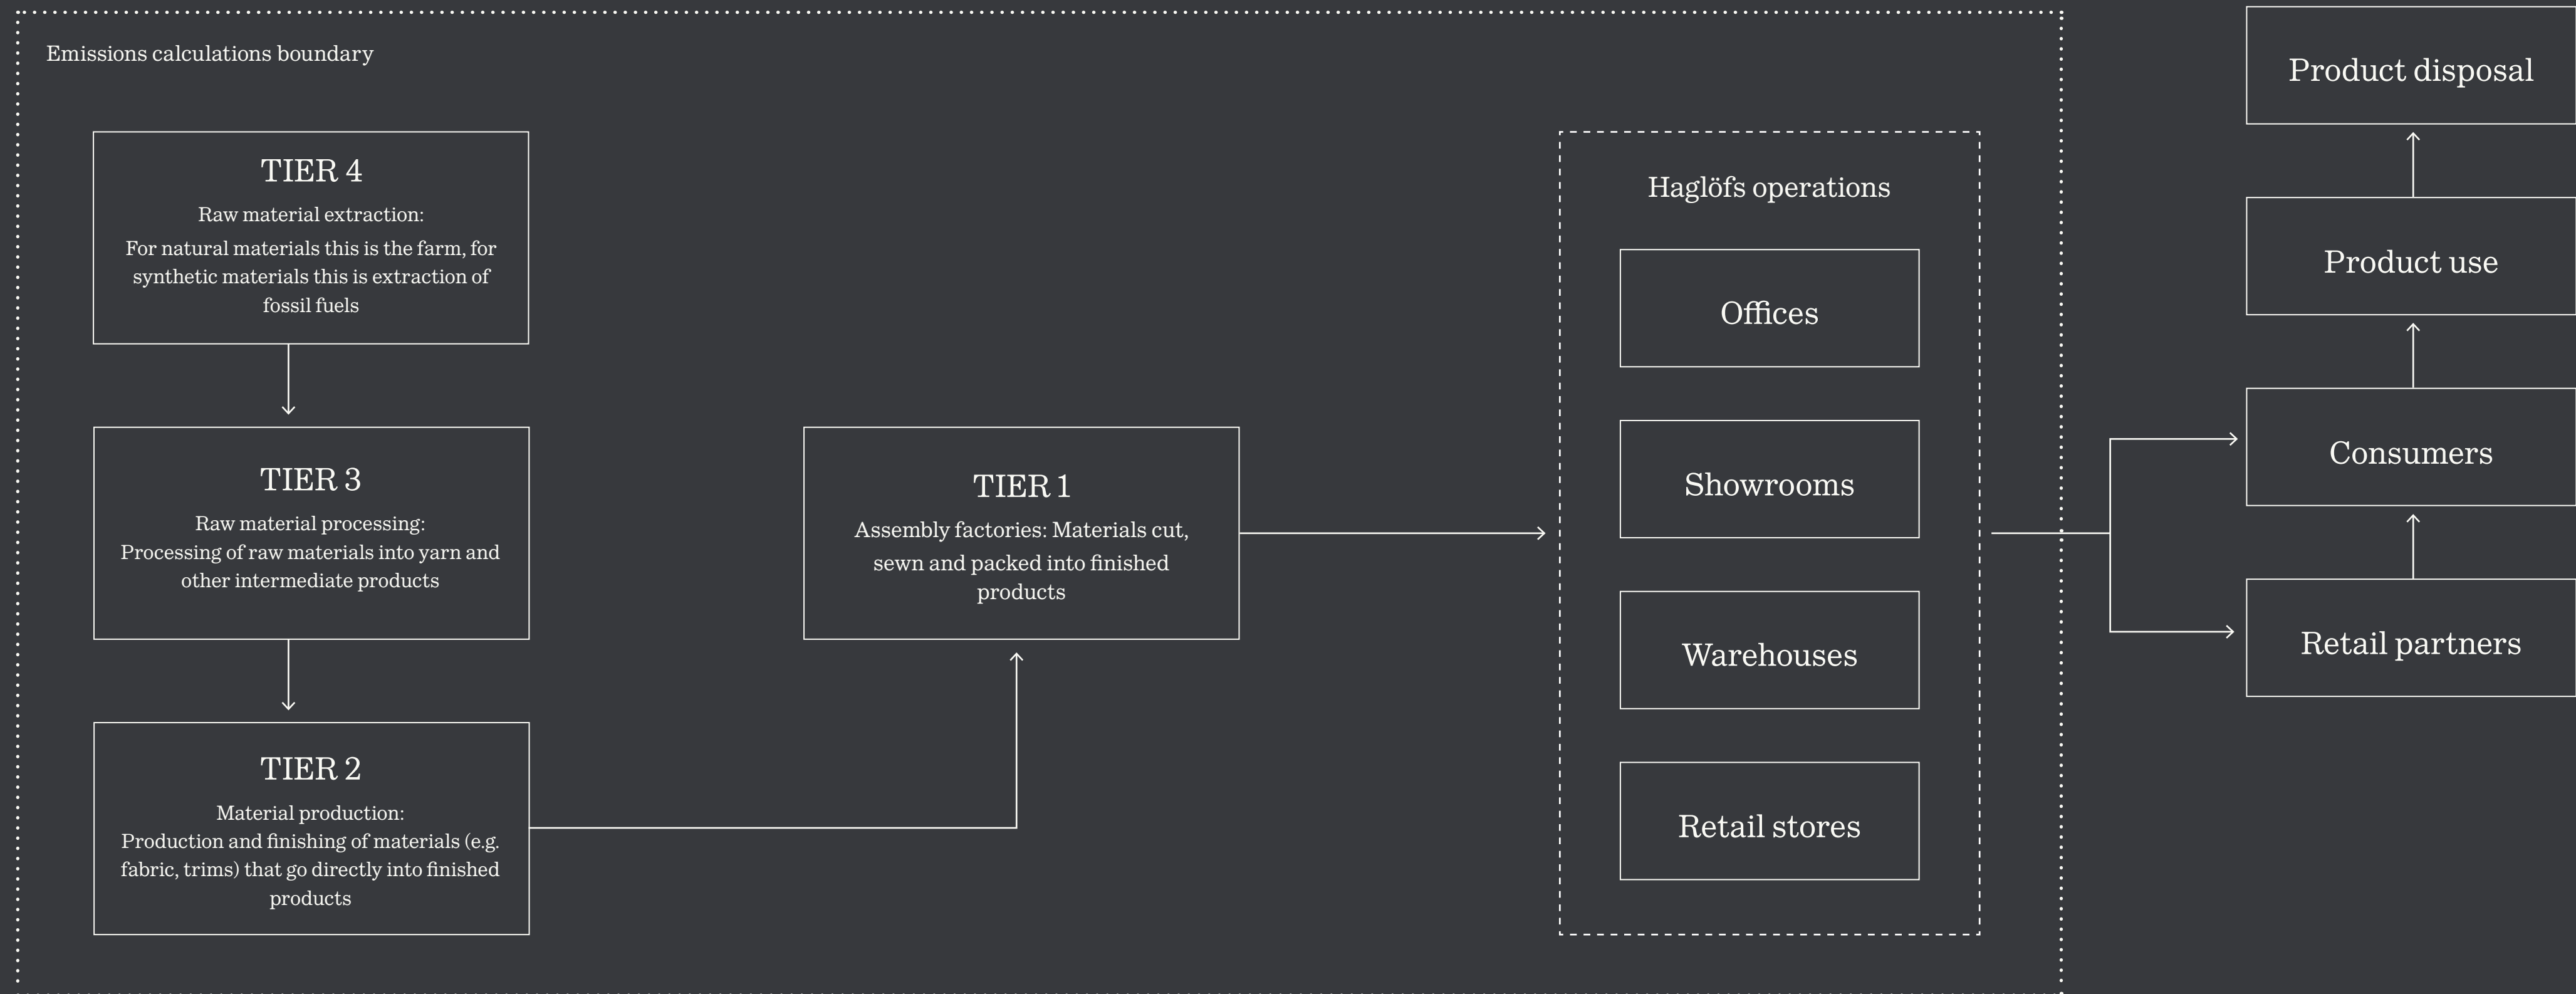 Emissions calculations boundary
TIER 4
Raw material extraction:
For natural materials this is the farm, for
synthetic materials this is extraction of
fossil fuels
TIER 3
Raw material processing:
Processing of raw materials into yarn and
other intermediate products
TIER 2
Material production:
Production and finishing of materials (e.g.
fabric, trims) that go directly into finished
products
TIER 1
Assembly factories: Materials cut,
sewn and packed into finished
products
Haglöfs operations
Offices
Showrooms
Warehouses
Retail stores
Product disposal
Product use
Consumers
Retail partners